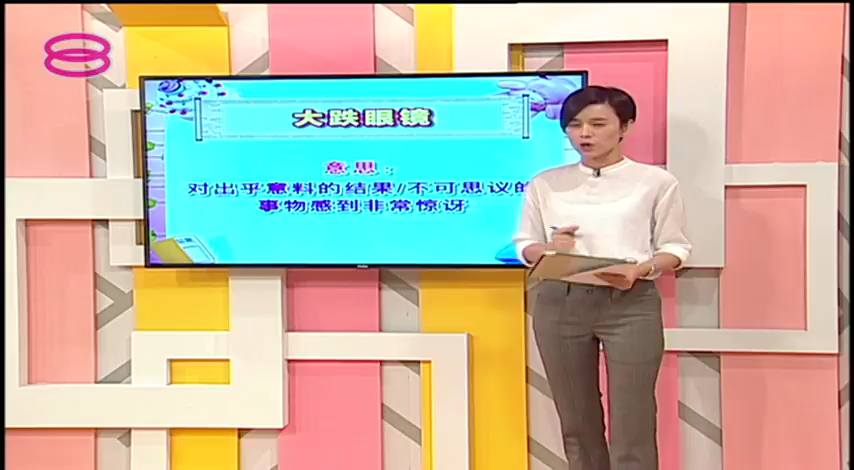 大跌眼镜
意思：
对出乎意料的结果/不可思议的
事物感到非常惊讶